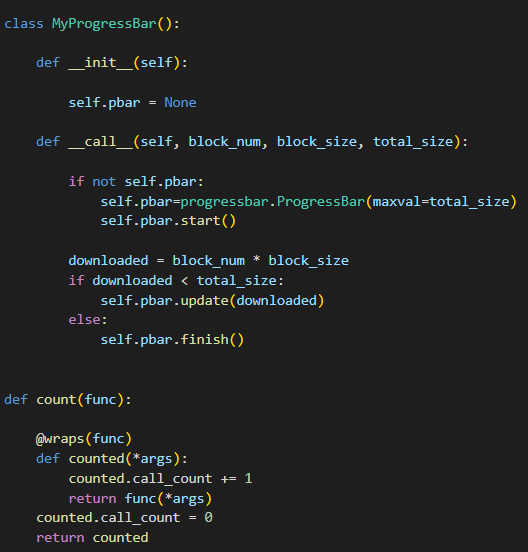 class MyProgressBar():
    def __init__(self):
        self.pbar = None
    def __call__(self, block_num, block_size, total_size):
        if not self.pbar:
            self.pbar=progressbar.ProgressBar(maxval=total_size)
            self.pbar.start()
        downloaded = block_num * block_size
        if downloaded < total_size:
            self.pbar.update(downloaded)
        else:
            self.pbar.finish()
def count(func):
    @wraps(func)
    def counted(*args):
        counted.call_count += 1
        return func(*args)
    counted.call_count = 0
    return counted